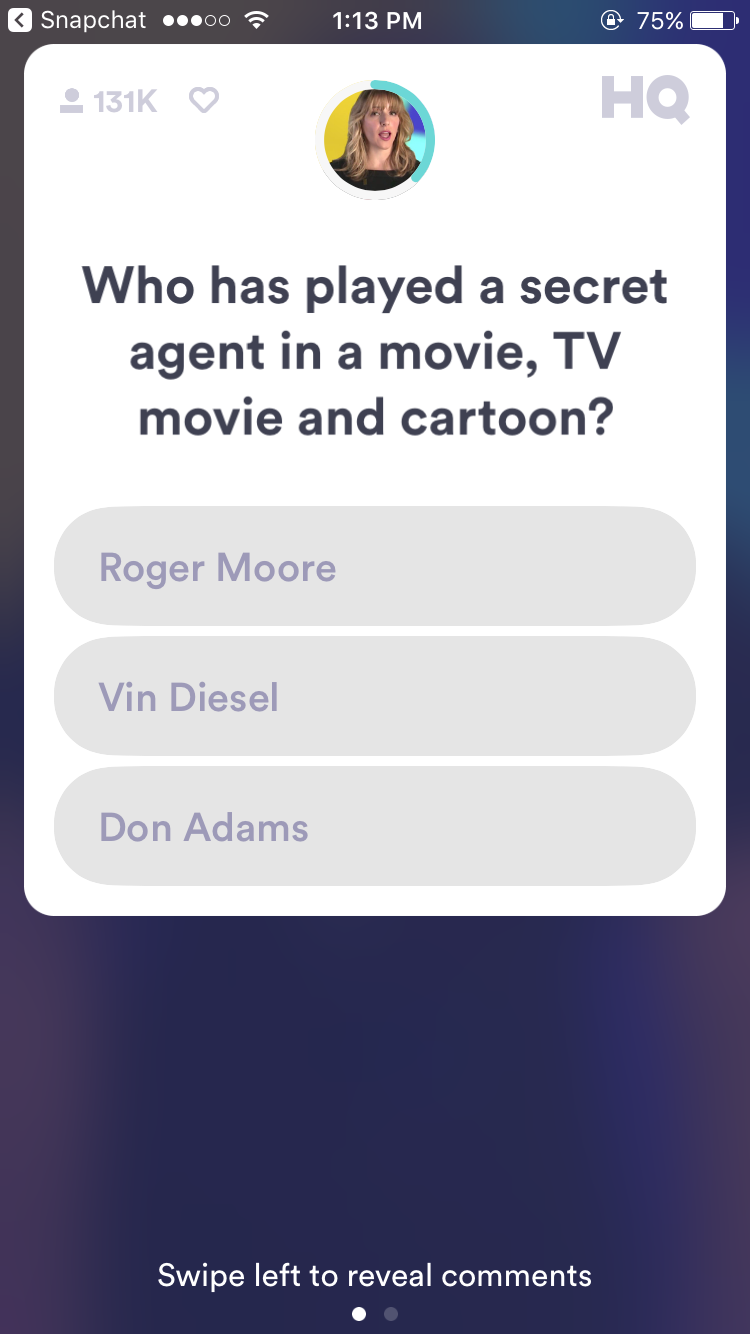 Snapchat 1:13 PM 75%
131K HQ
Who has played a secret
agent in a movie, TV
movie and cartoon?
Roger Moore
Vin Diesel
Don Adams
Swipe left to reveal comments